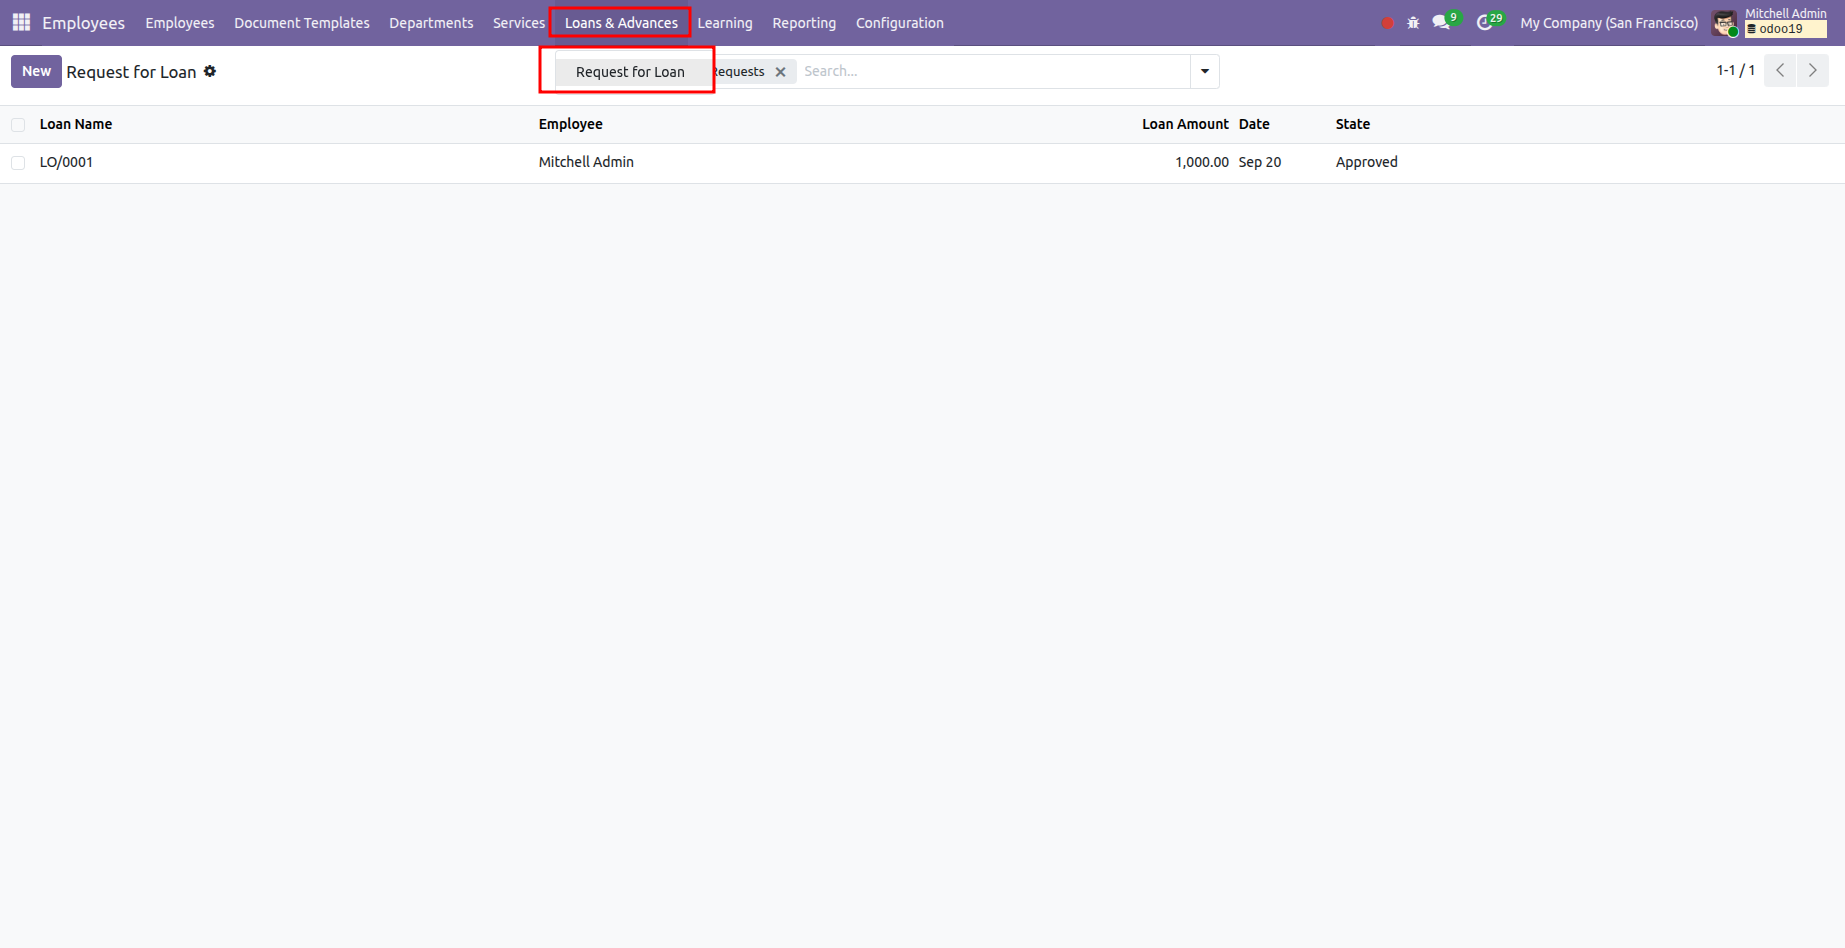 Employees Employees Document Templates Departments Services Loans & Advances Learning Reporting Configuration 9 29 My Company (San Francisco) Mitchell Admin
odoo19
New Request for Loan Request for Loan Requests Search... 1-1 / 1
Loan Name Employee Loan Amount Date State
LO/0001 Mitchell Admin 1,000.00 Sep 20 Approved